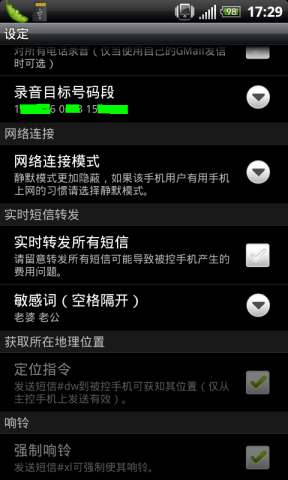 98 17:29
设定
对所有电话录音（仅当使用自己的GMail发信
时可选）
录音目标号码段
网络连接
网络连接模式
静默模式更加隐蔽，如果该手机用户有用手机
上网的习惯请选择静默模式。
实时短信转发
实时转发所有短信
请留意转发所有短信可能导致被控手机产生的
费用问题。
敏感词（空格隔开）
老婆 老公
获取所在地理位置
定位指令
发送短信#dw到被控手机可获知其位置（仅从
主控手机上发送有效）。
响铃
强制响铃
发送短信#xl可强制使其响铃。